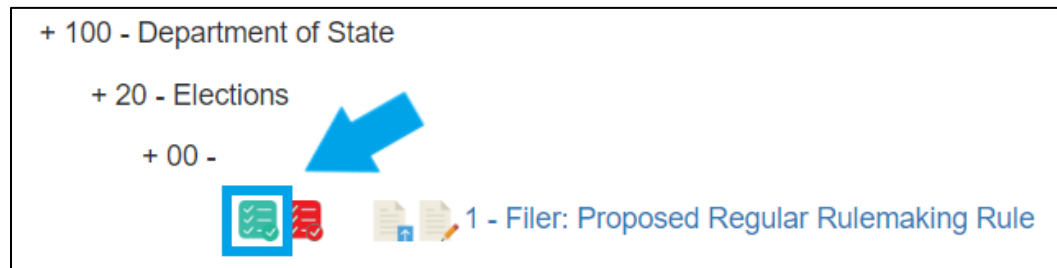 + 100 - Department of State
+ 20 - Elections
+ 00 -
1 - Filer: Proposed Regular Rulemaking Rule